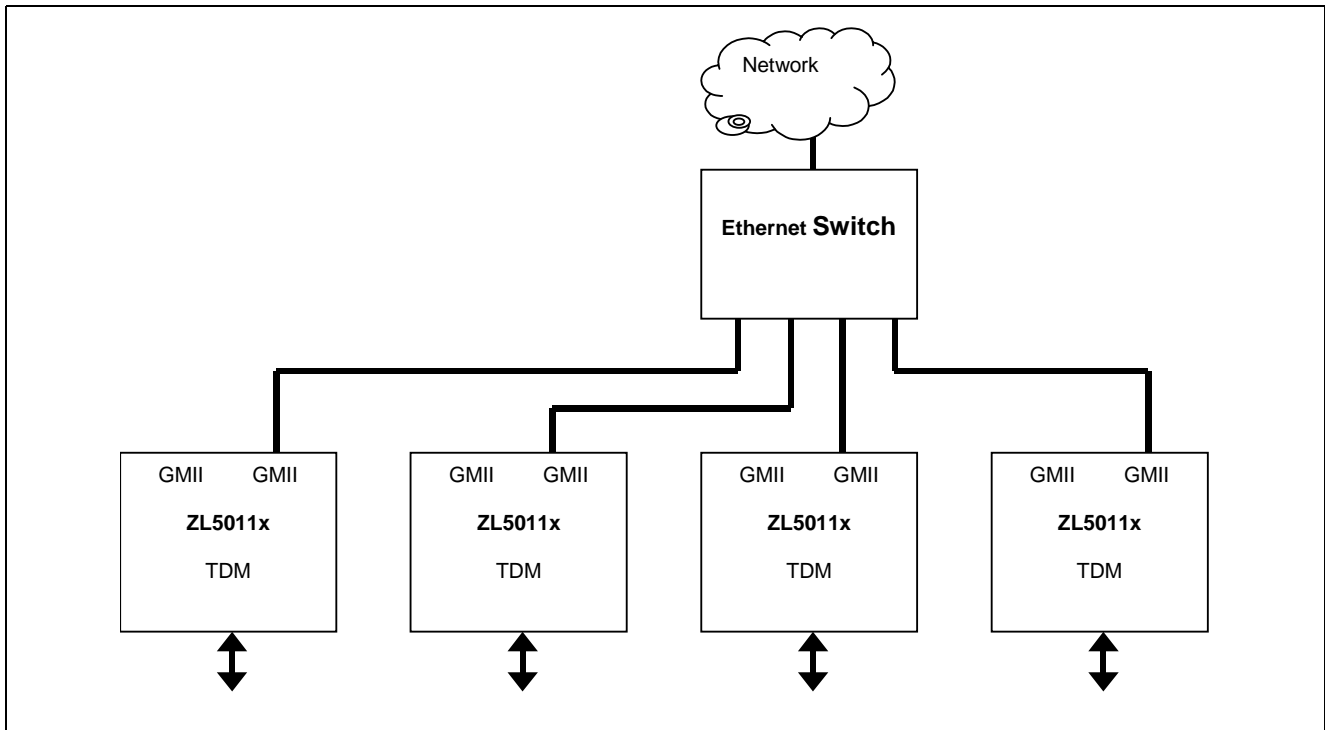 Network
Ethernet Switch
GMII GMII GMII GMII GMII GMII GMII GMII
ZL5011x ZL5011x ZL5011x ZL5011x
TDM TDM TDM TDM